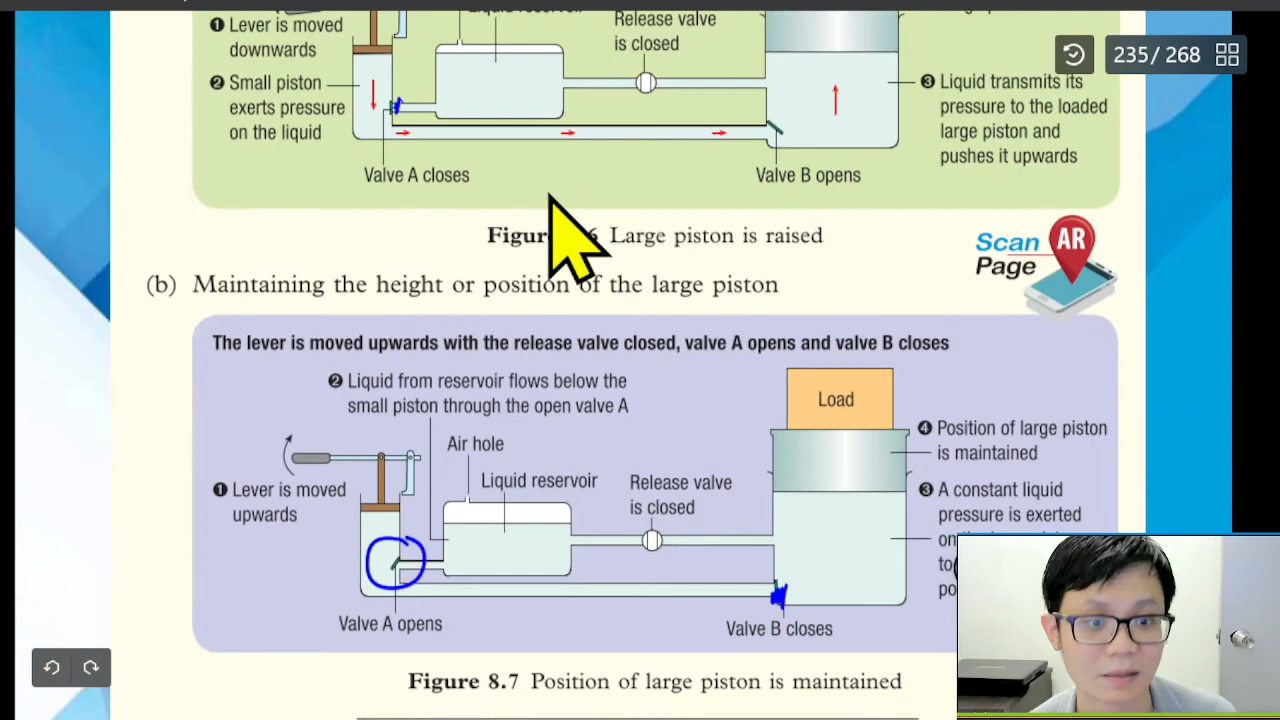 ❶ Lever is moved
downwards
❷ Small piston
exerts pressure
on the liquid
Liquid reservoir
Release valve
is closed
❸ Liquid transmits its
pressure to the loaded
large piston and
pushes it upwards
Valve A closes
Valve B opens
235/ 268
Large piston is raised
Scan
Page
AR
(b) Maintaining the height or position of the large piston
The lever is moved upwards with the release valve closed, valve A opens and valve B closes
❷ Liquid from reservoir flows below the
small piston through the open valve A
Air hole
Liquid reservoir
Release valve
is closed
Load
❶ Lever is moved
upwards
❹ Position of large piston
is maintained
❸ A constant liquid
pressure is exerted
Valve A opens
Valve B closes
Figure 8.7 Position of large piston is maintained